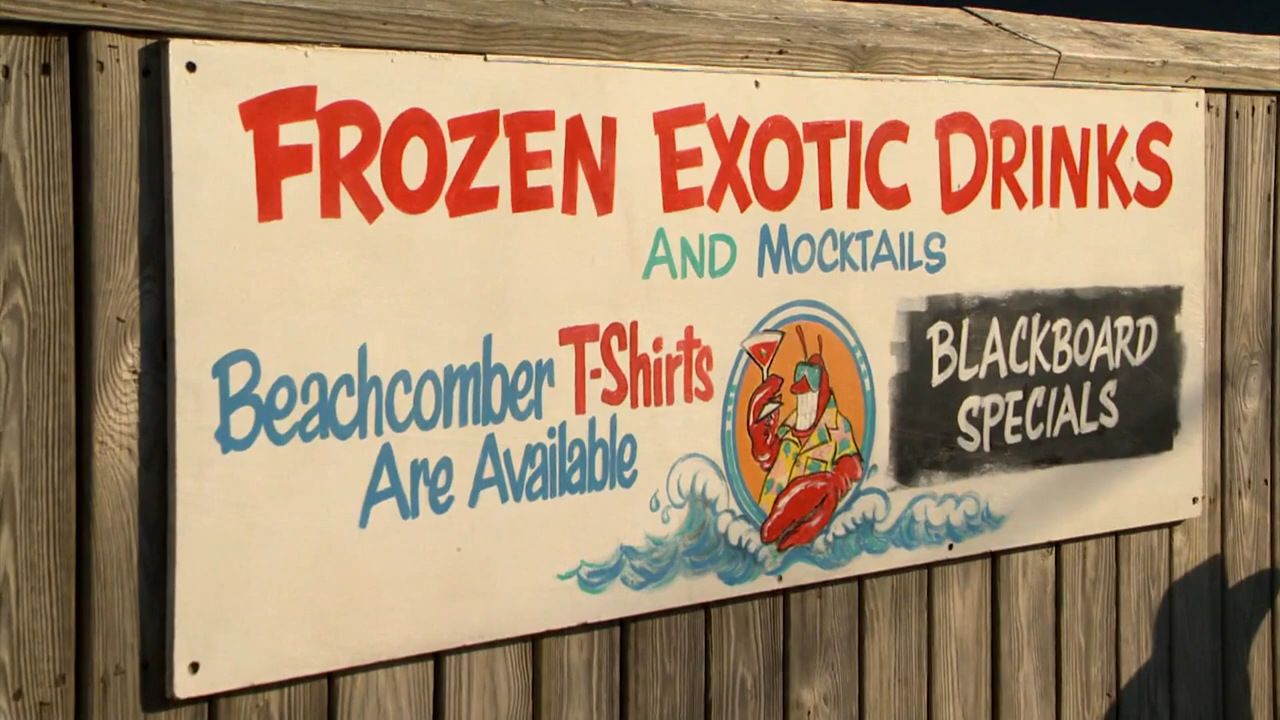 FROZEN EXOTIC DRINKS
AND MOCKTAILS
Beachcomber T-Shirts
Are Available
BLACKBOARD
SPECIALS